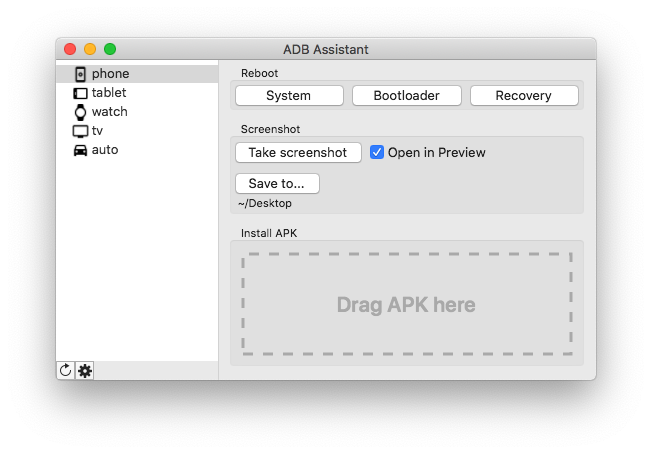 ADB Assistant
phone
tablet
watch
tv
auto
Reboot
System Bootloader Recovery
Screenshot
Take screenshot Open in Preview
Save to...
~/Desktop
Install APK
Drag APK here